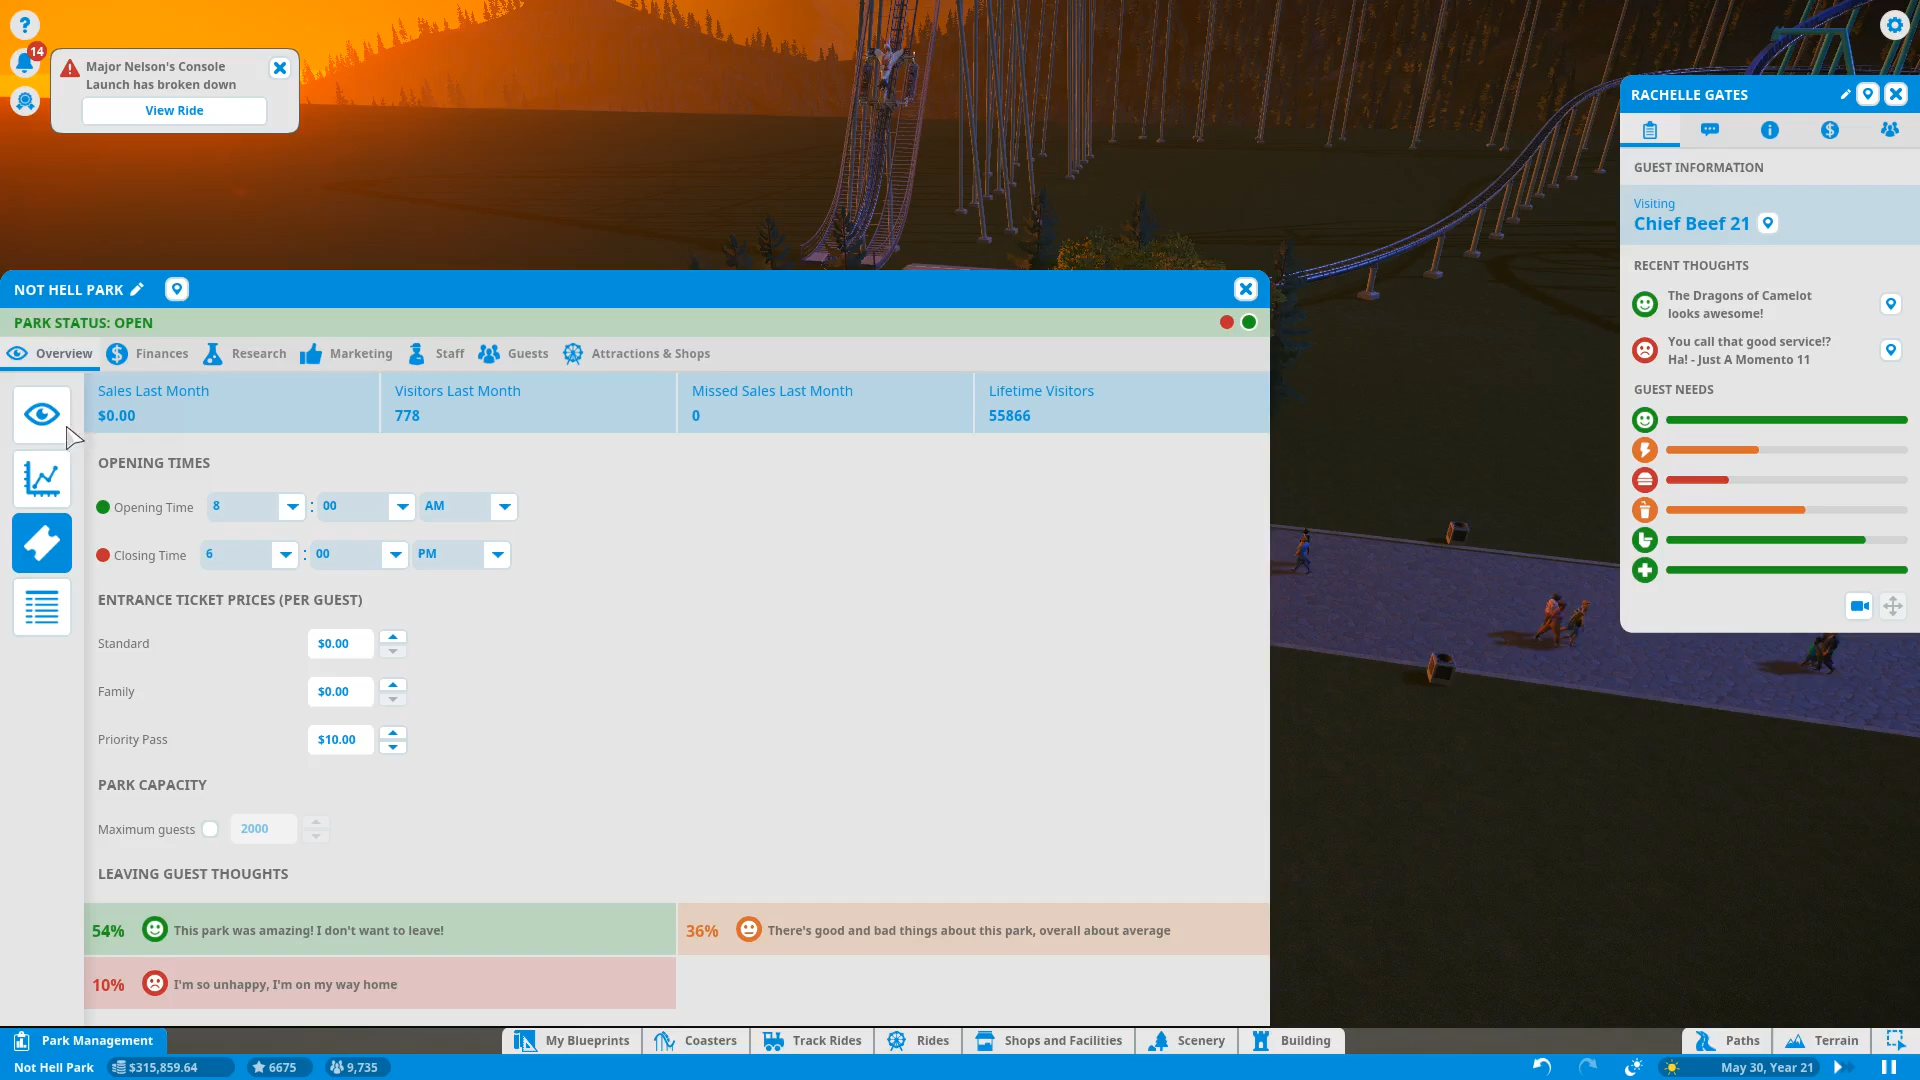 ?
14
Major Nelson's Console
Launch has broken down
View Ride
RACHELLE GATES
GUEST INFORMATION
Visiting
Chief Beef 21
RECENT THOUGHTS
The Dragons of Camelot
looks awesome!
You call that good service!?
Ha! - Just A Momento 11
GUEST NEEDS
NOT HELL PARK
PARK STATUS: OPEN
Overview Finances Research Marketing Staff Guests Attractions & Shops
Sales Last Month Visitors Last Month Missed Sales Last Month Lifetime Visitors
$0.00 778 0 55866
OPENING TIMES
Opening Time 8 : 00 AM
Closing Time 6 : 00 PM
ENTRANCE TICKET PRICES (PER GUEST)
Standard $0.00
Family $0.00
Priority Pass $10.00
PARK CAPACITY
Maximum guests 2000
LEAVING GUEST THOUGHTS
54% This park was amazing! I don't want to leave! 36% There's good and bad things about this park, overall about average
10% I'm so unhappy, I'm on my way home
Park Management My Blueprints Coasters Track Rides Rides Shops and Facilities Scenery Building Paths Terrain
Not Hell Park $315,859.64 6675 9,735 May 30, Year 21